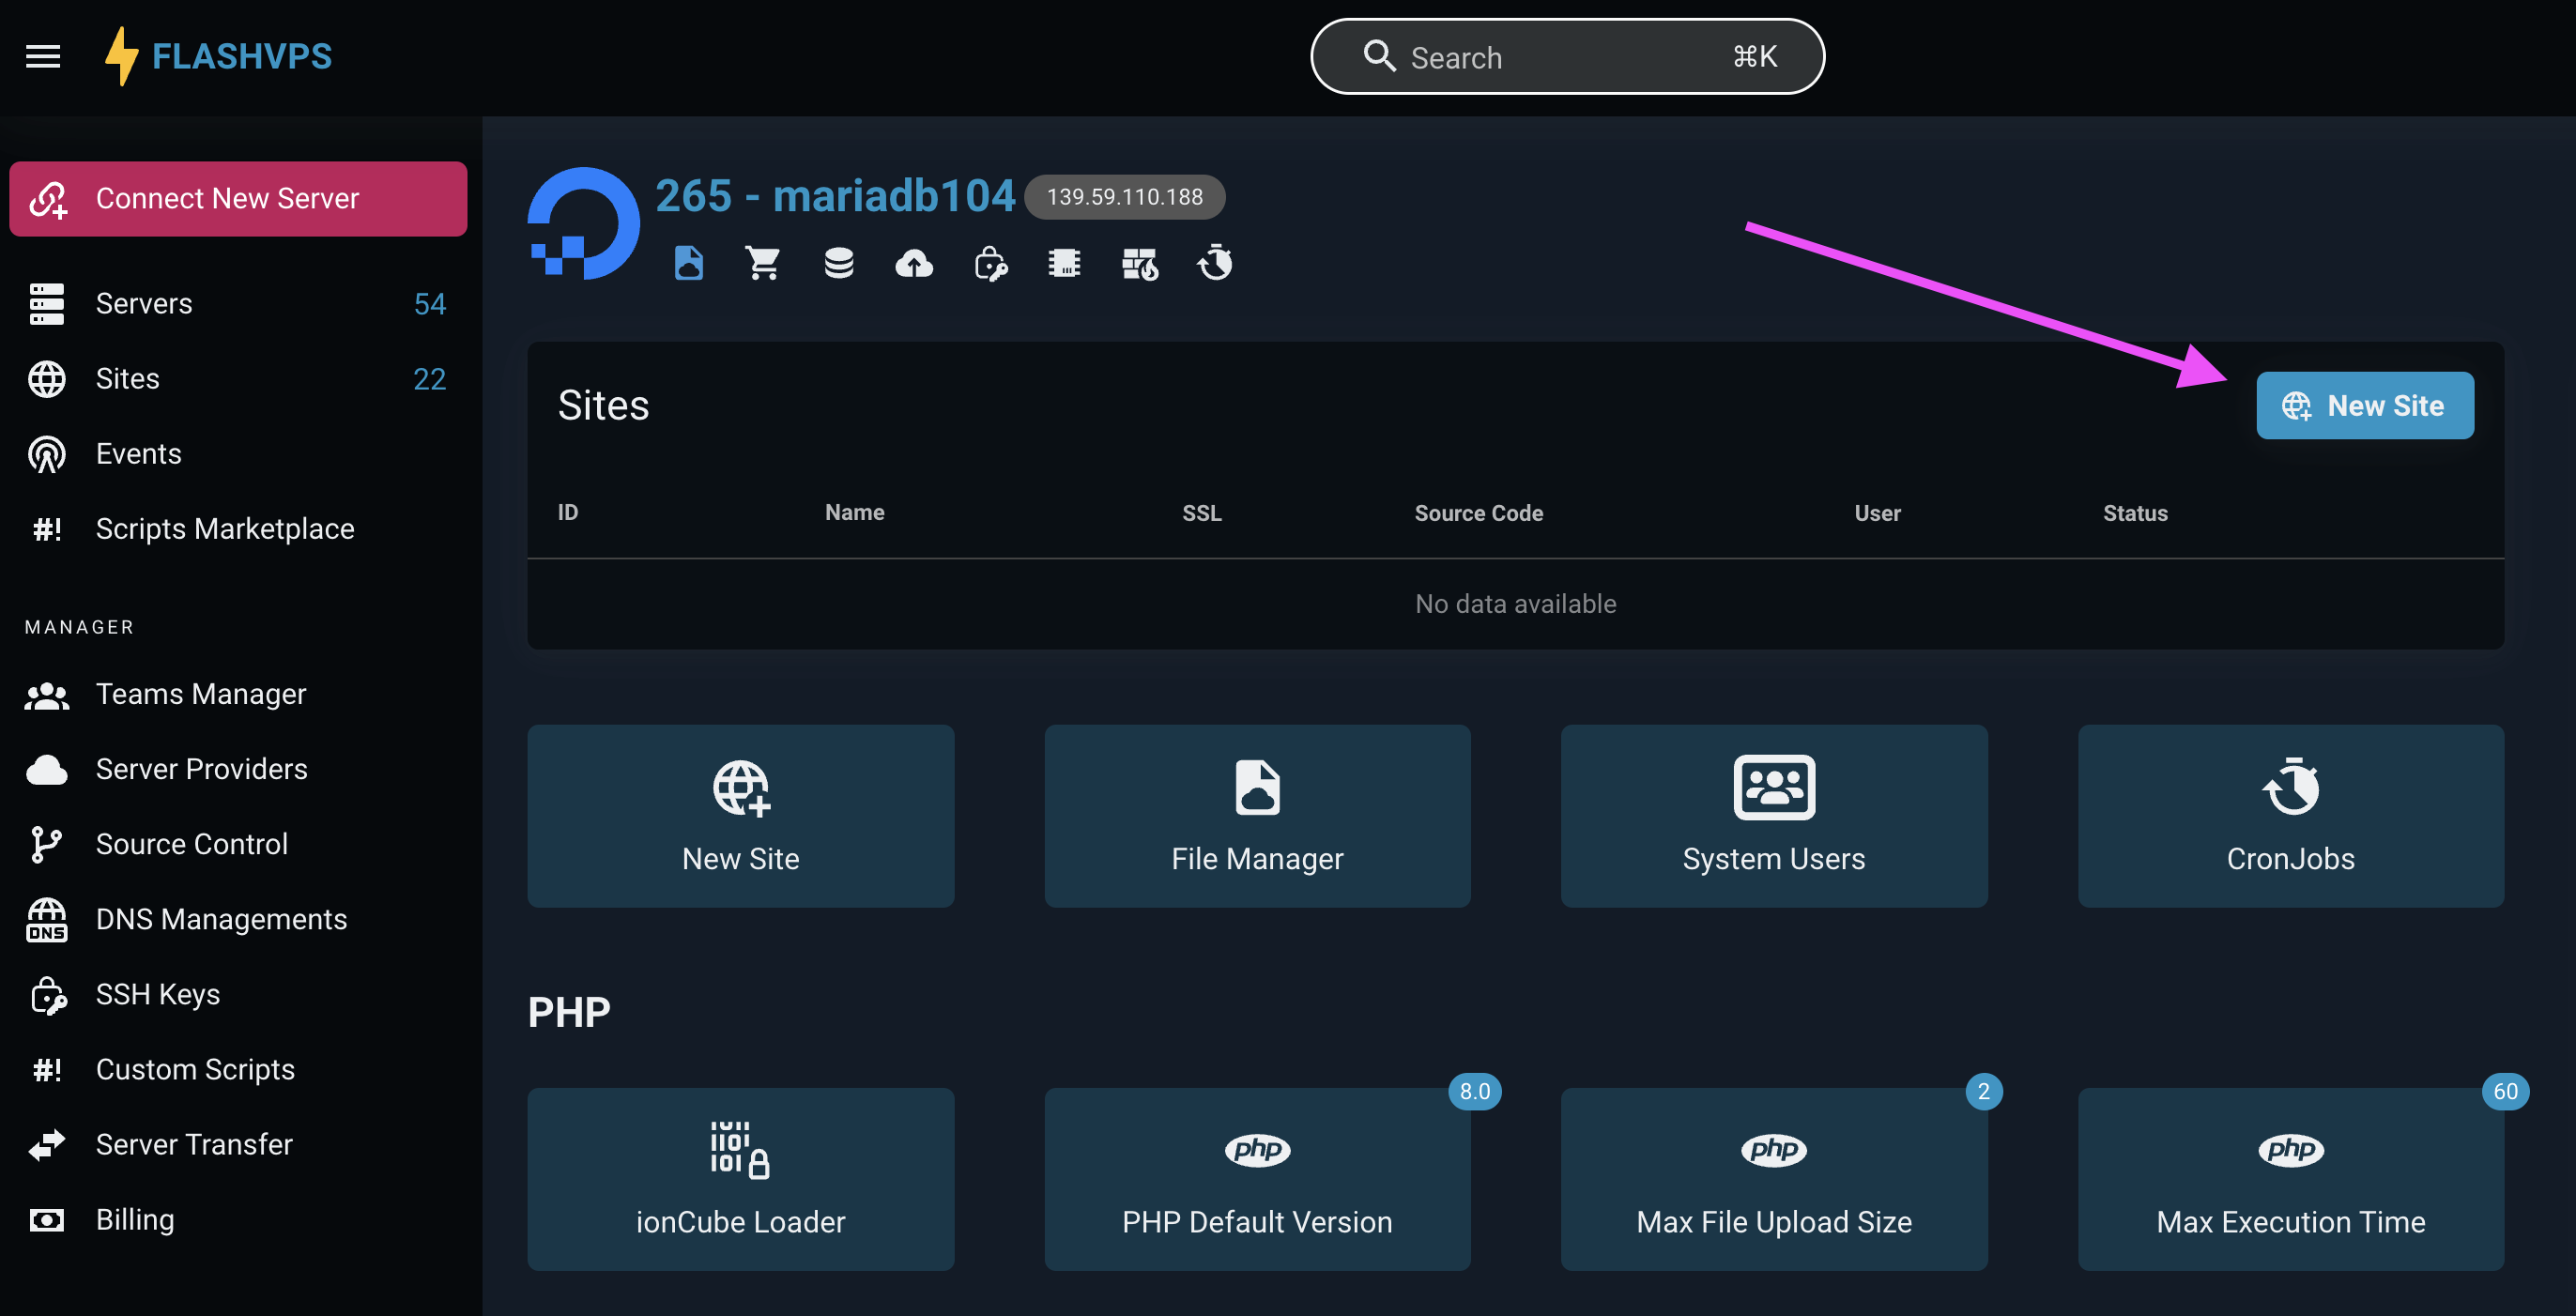 FLASHVPS
Search ⌘K
Connect New Server
Servers 54
Sites 22
Events
#! Scripts Marketplace
MANAGER
Teams Manager
Server Providers
Source Control
DNS DNS Managements
SSH Keys
#! Custom Scripts
Server Transfer
Billing
265 - mariadb104 139.59.110.188
Sites
New Site
ID Name SSL Source Code User Status
No data available
New Site
File Manager
System Users
CronJobs
PHP
ionCube Loader
8.0
php
PHP Default Version
2
php
Max File Upload Size
60
php
Max Execution Time